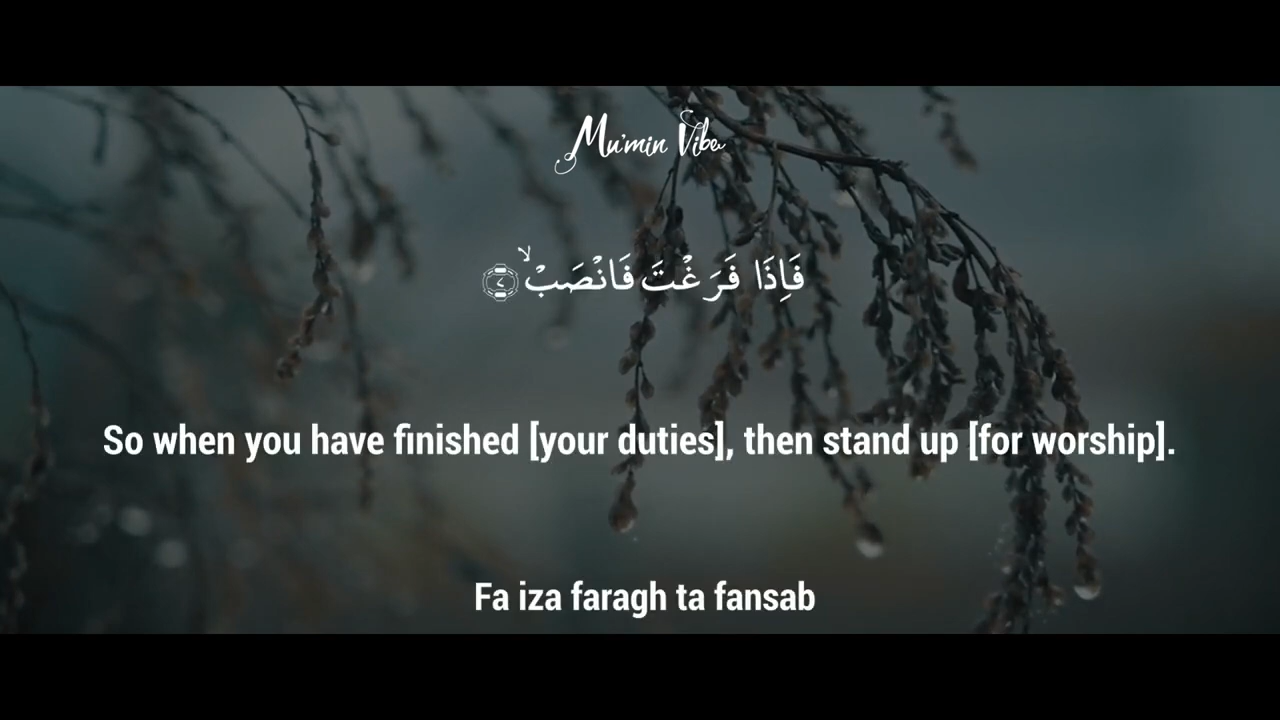 Mu'min Vibe
فَاِذَا فَرَغْتَ فَانْصَبْۙ ۝٧
So when you have finished [your duties], then stand up [for worship].
Fa iza faragh ta fansab